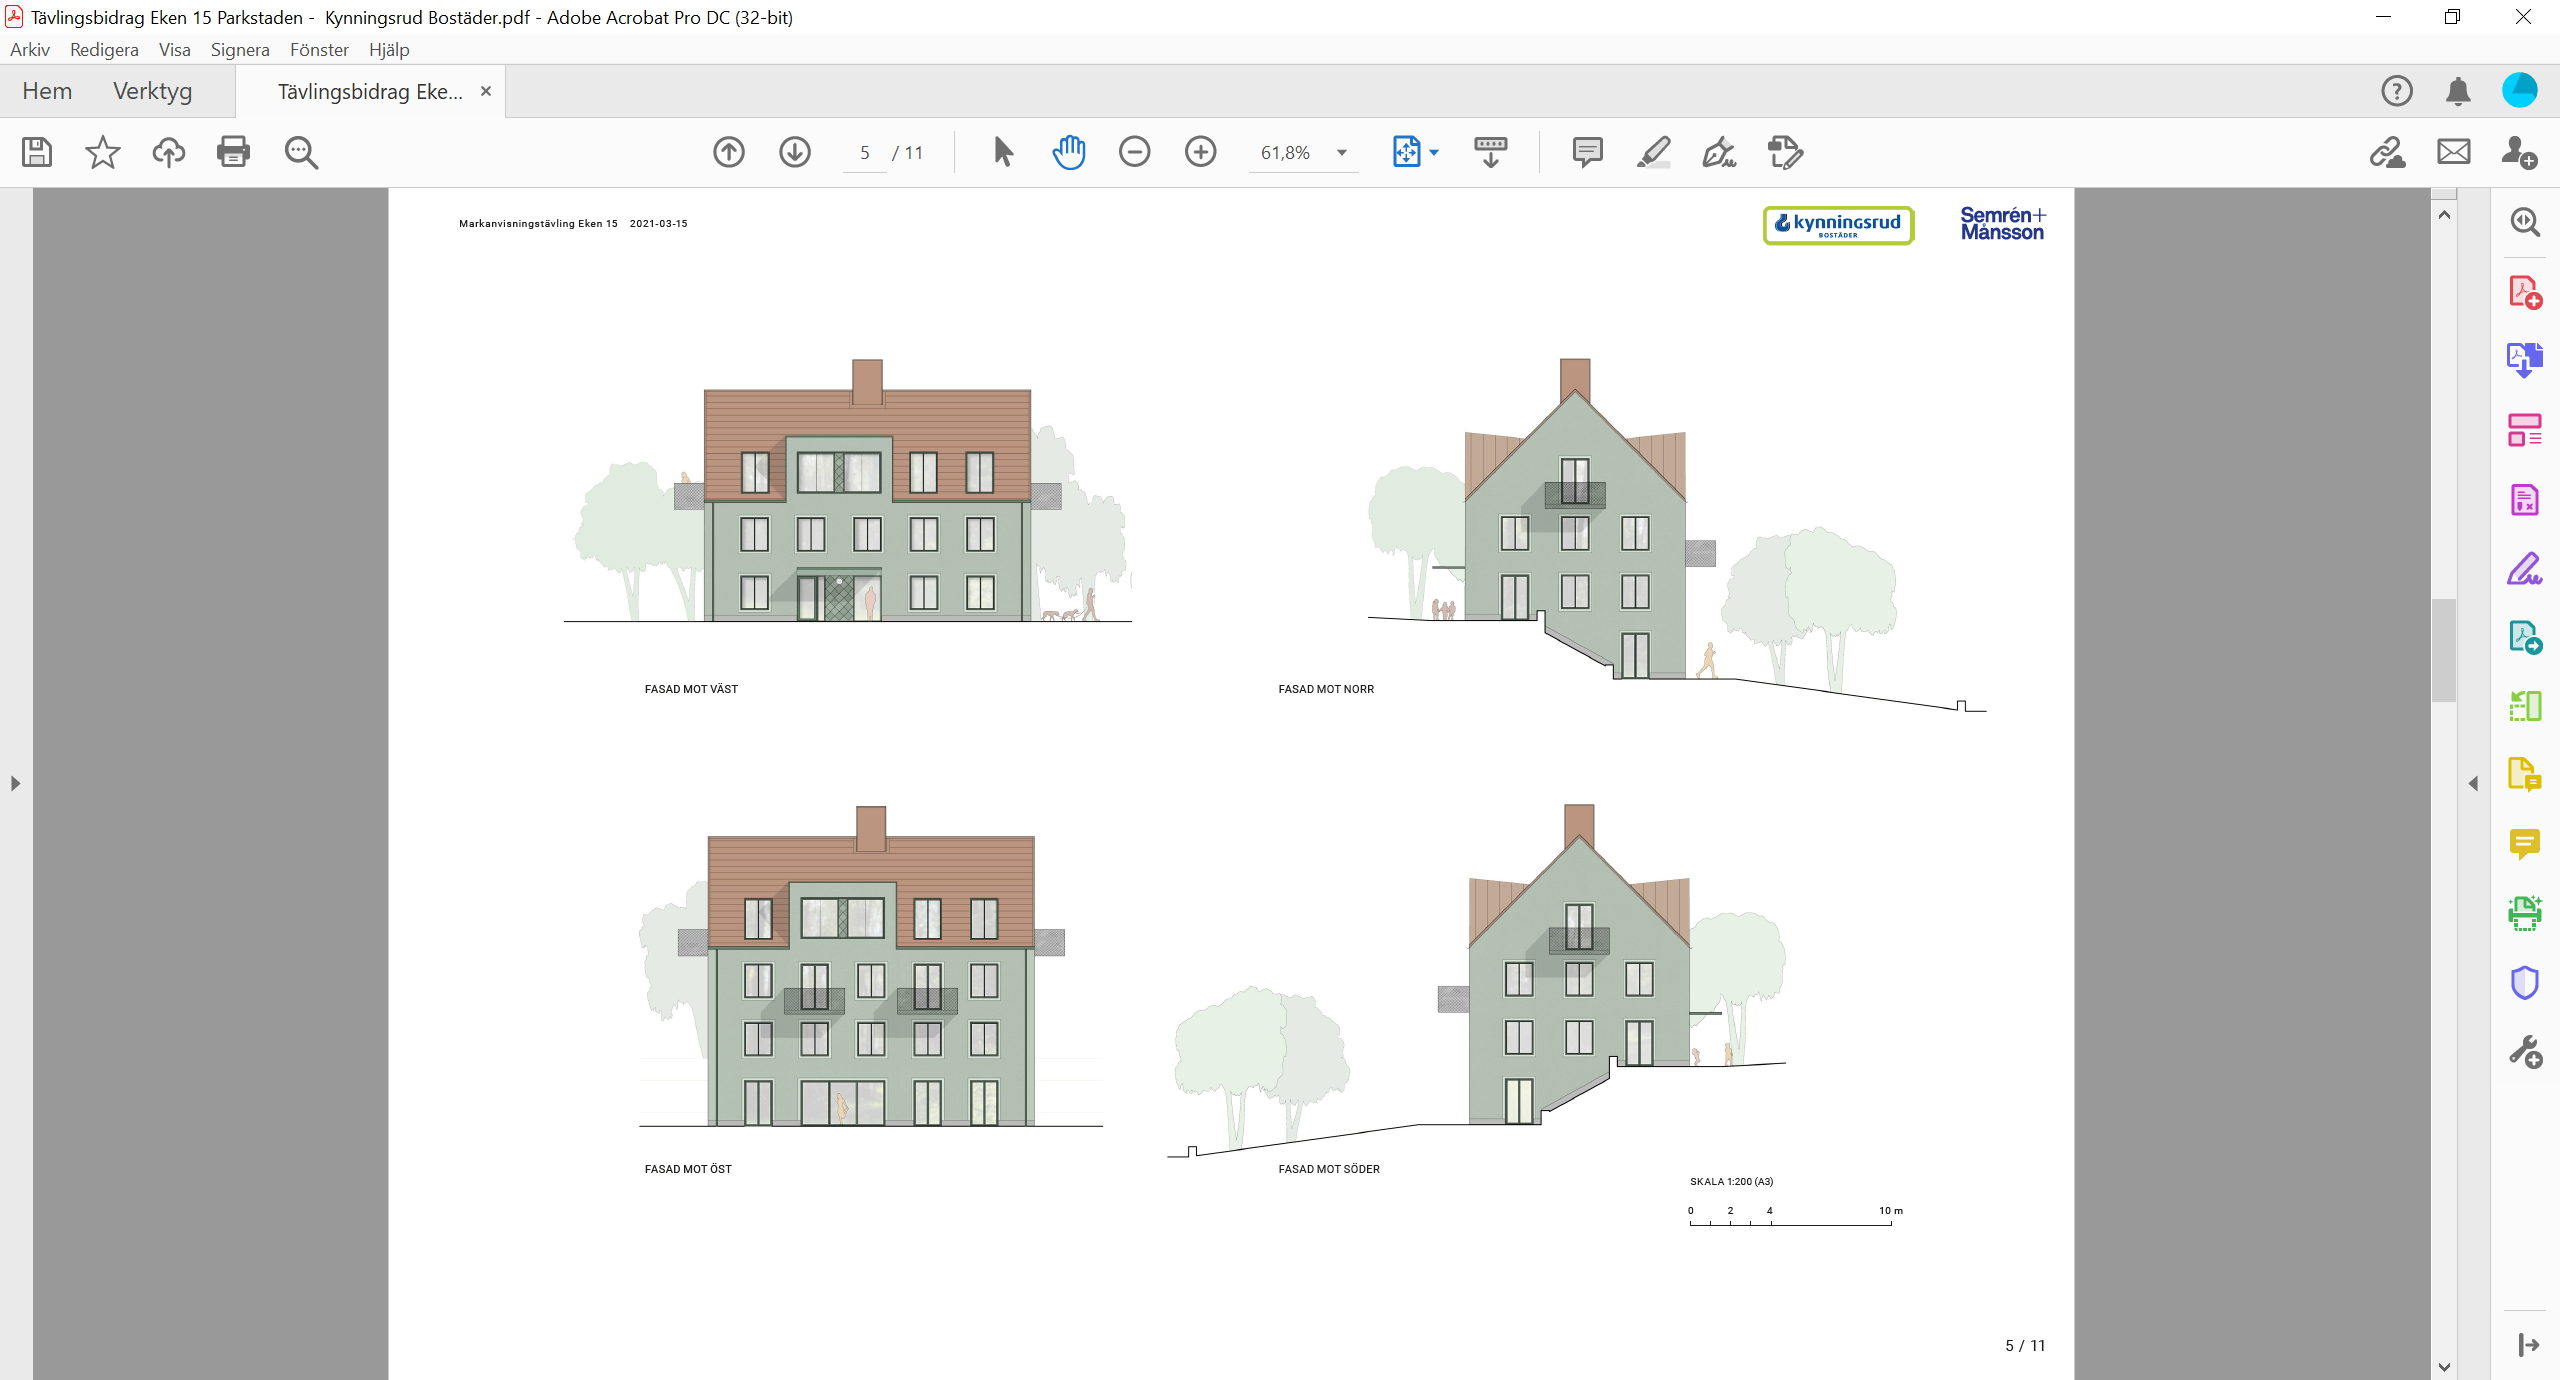 Tävlingsbidrag Eken 15 Parkstaden - Kynningsrud Bostäder.pdf - Adobe Acrobat Pro DC (32-bit)
Arkiv Redigera Visa Signera Fönster Hjälp
Hem Verktyg Tävlingsbidrag Eke... ×
5 / 11 61,8%
Markanvisningstävling Eken 15 2021-03-15
kynningsrud
BOSTÄDER
Semrén+
Månsson
FASAD MOT VÄST
FASAD MOT NORR
FASAD MOT ÖST
FASAD MOT SÖDER
SKALA 1:200 (A3)
0 2 4 10 m
5 / 11